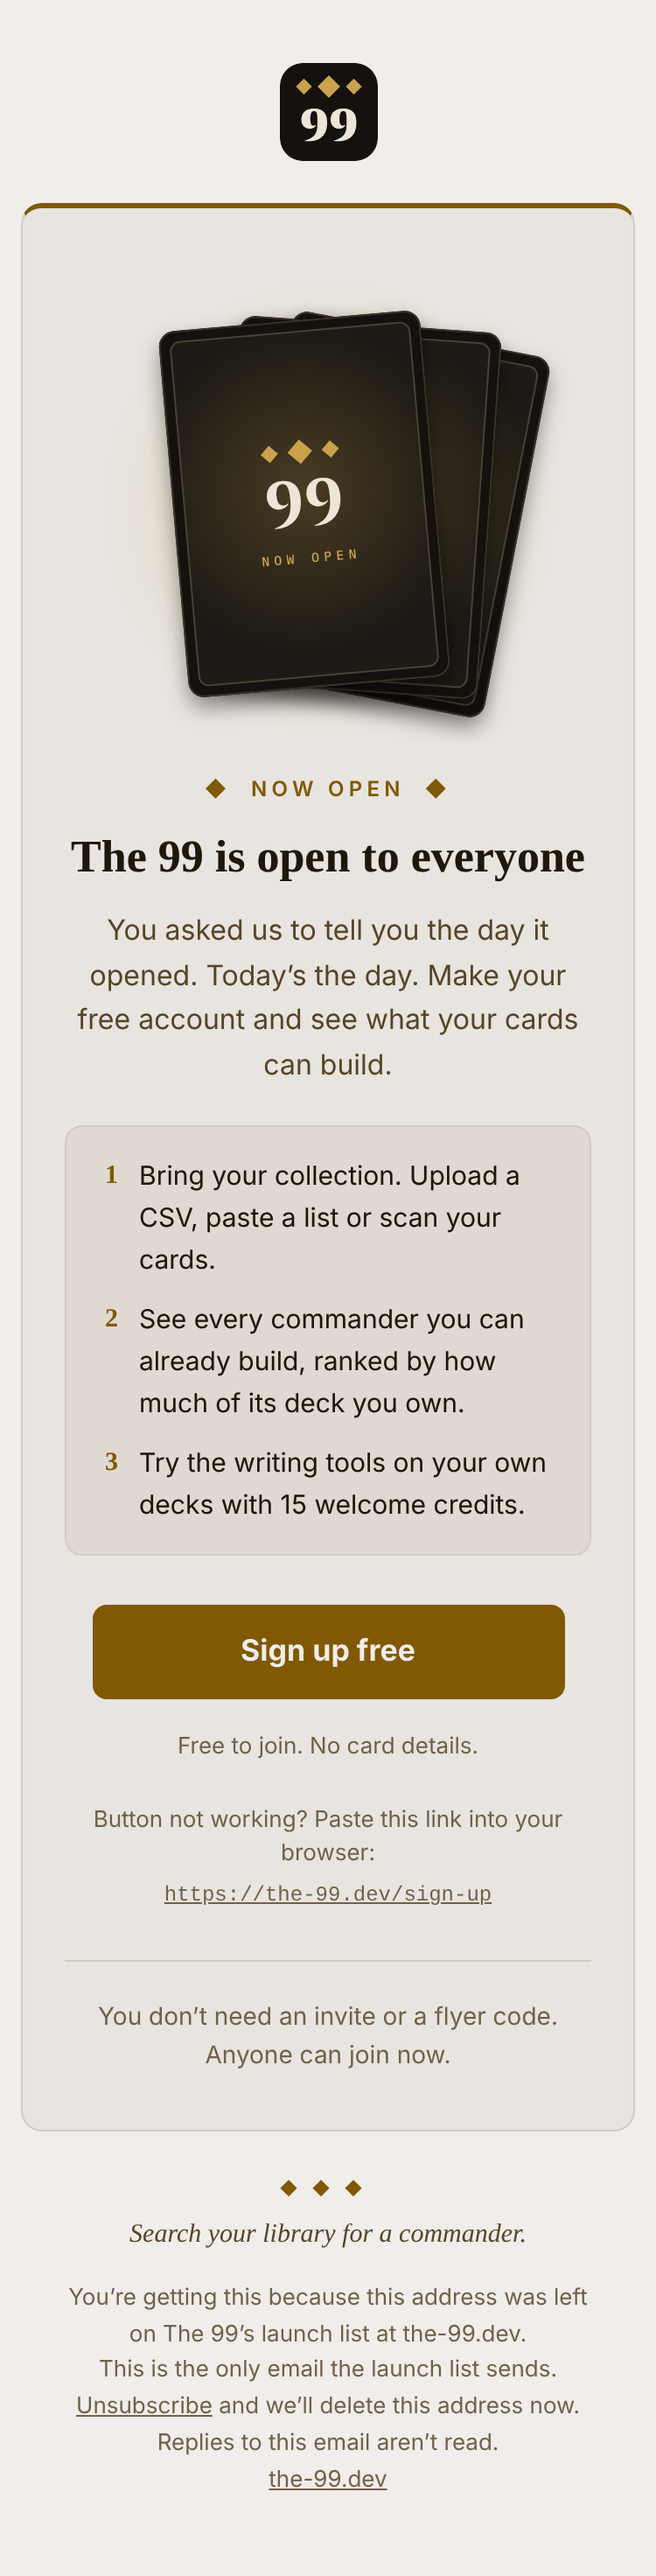 99
99
NOW OPEN
NOW OPEN
The 99 is open to everyone
You asked us to tell you the day it
opened. Today’s the day. Make your
free account and see what your cards
can build.
1 Bring your collection. Upload a
CSV, paste a list or scan your
cards.
2 See every commander you can
already build, ranked by how
much of its deck you own.
3 Try the writing tools on your own
decks with 15 welcome credits.
Sign up free
Free to join. No card details.
Button not working? Paste this link into your
browser:
https://the-99.dev/sign-up
You don’t need an invite or a flyer code.
Anyone can join now.
Search your library for a commander.
You’re getting this because this address was left
on The 99’s launch list at the-99.dev.
This is the only email the launch list sends.
Unsubscribe and we’ll delete this address now.
Replies to this email aren’t read.
the-99.dev